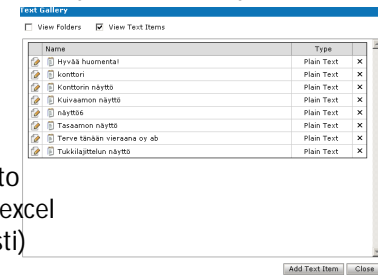 Text Gallery
View Folders View Text Items
Name Type
Hyvää huomenta! Plain Text ×
konttori Plain Text ×
Konttorin näyttö Plain Text ×
Kuivaamon näyttö Plain Text ×
näyttö6 Plain Text ×
Tasaamon näyttö Plain Text ×
Terve tänään vieraana oy ab Plain Text ×
Tukkilajittelun näyttö Plain Text ×
to
excel
sti)
Add Text Item Close